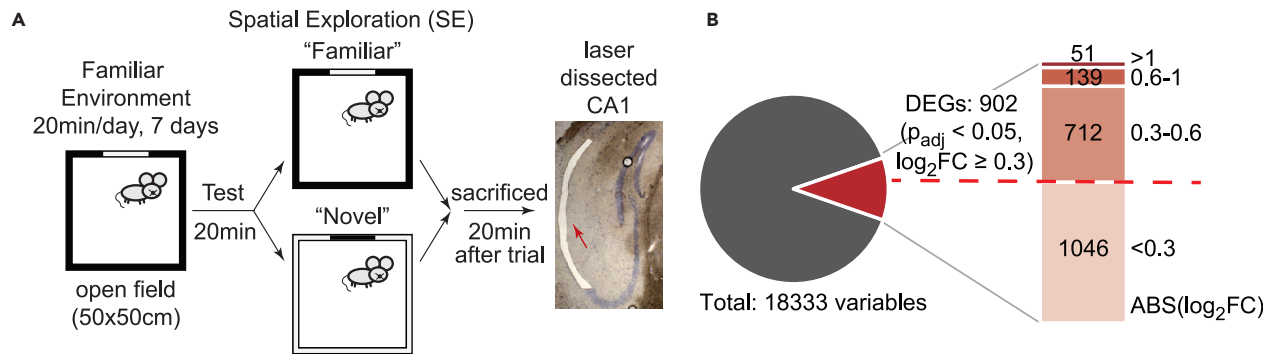 A
Spatial Exploration (SE)
Familiar
Environment
20min/day, 7 days
open field
(50x50cm)
Test
20min
“Familiar”
“Novel”
sacrificed
20min
after trial
laser
dissected
CA1
B
Total: 18333 variables
DEGs: 902
(padj < 0.05,
log2FC ≥ 0.3)
51 >1
139 0.6-1
712 0.3-0.6
1046 <0.3
ABS(log2FC)